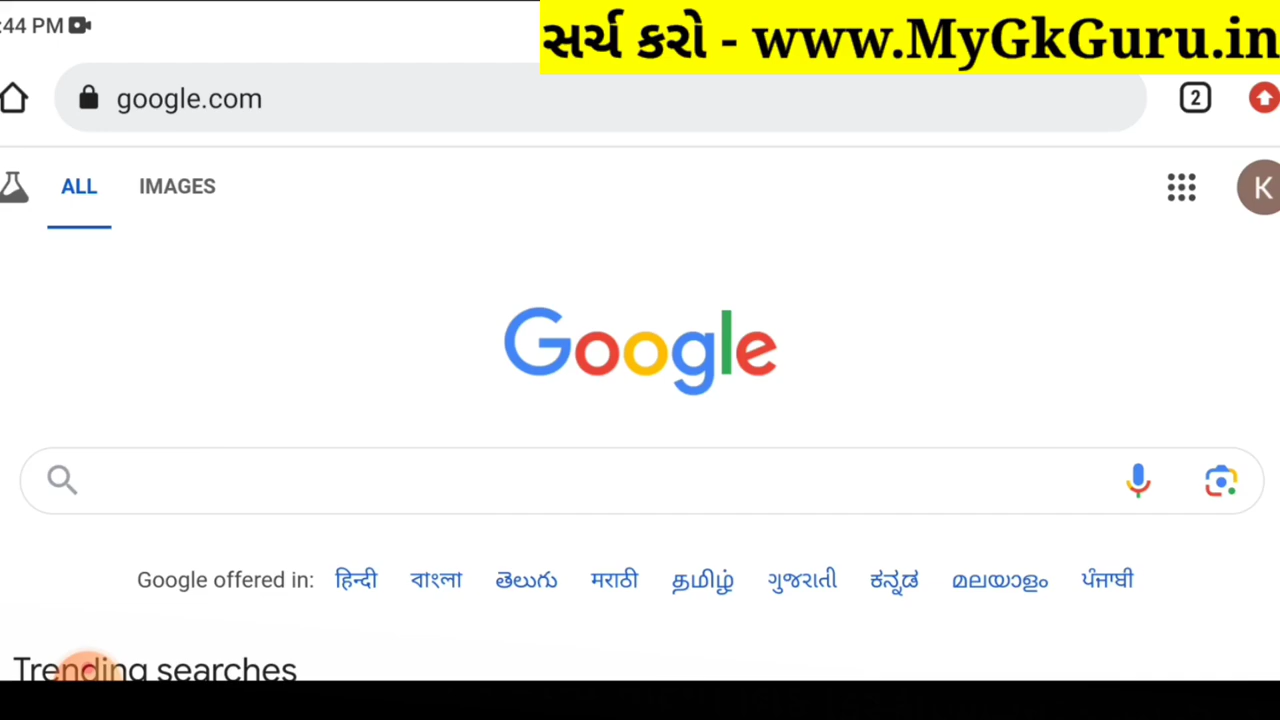 :44 PM
સર્ચ કરો - www.MyGkGuru.in
google.com
2
ALL IMAGES
K
Google
Google offered in: हिन्दी বাংলা తెలుగు मराठी தமிழ் ગુજરાતી ಕನ್ನಡ മലയാളം ਪੰਜਾਬੀ
Trending searches